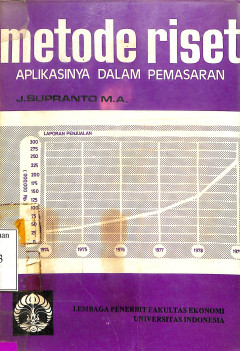 metode riset
APLIKASINYA DALAM PEMASARAN
J.SUPRANTO M.A.
LAPORAN PENJUALAN
300
275
250
225
200
175
150
125
100
75
50
25
0
1974 1975 1976 1977 1978
LEMBAGA PENERBIT FAKULTAS EKONOMI
UNIVERSITAS INDONESIA